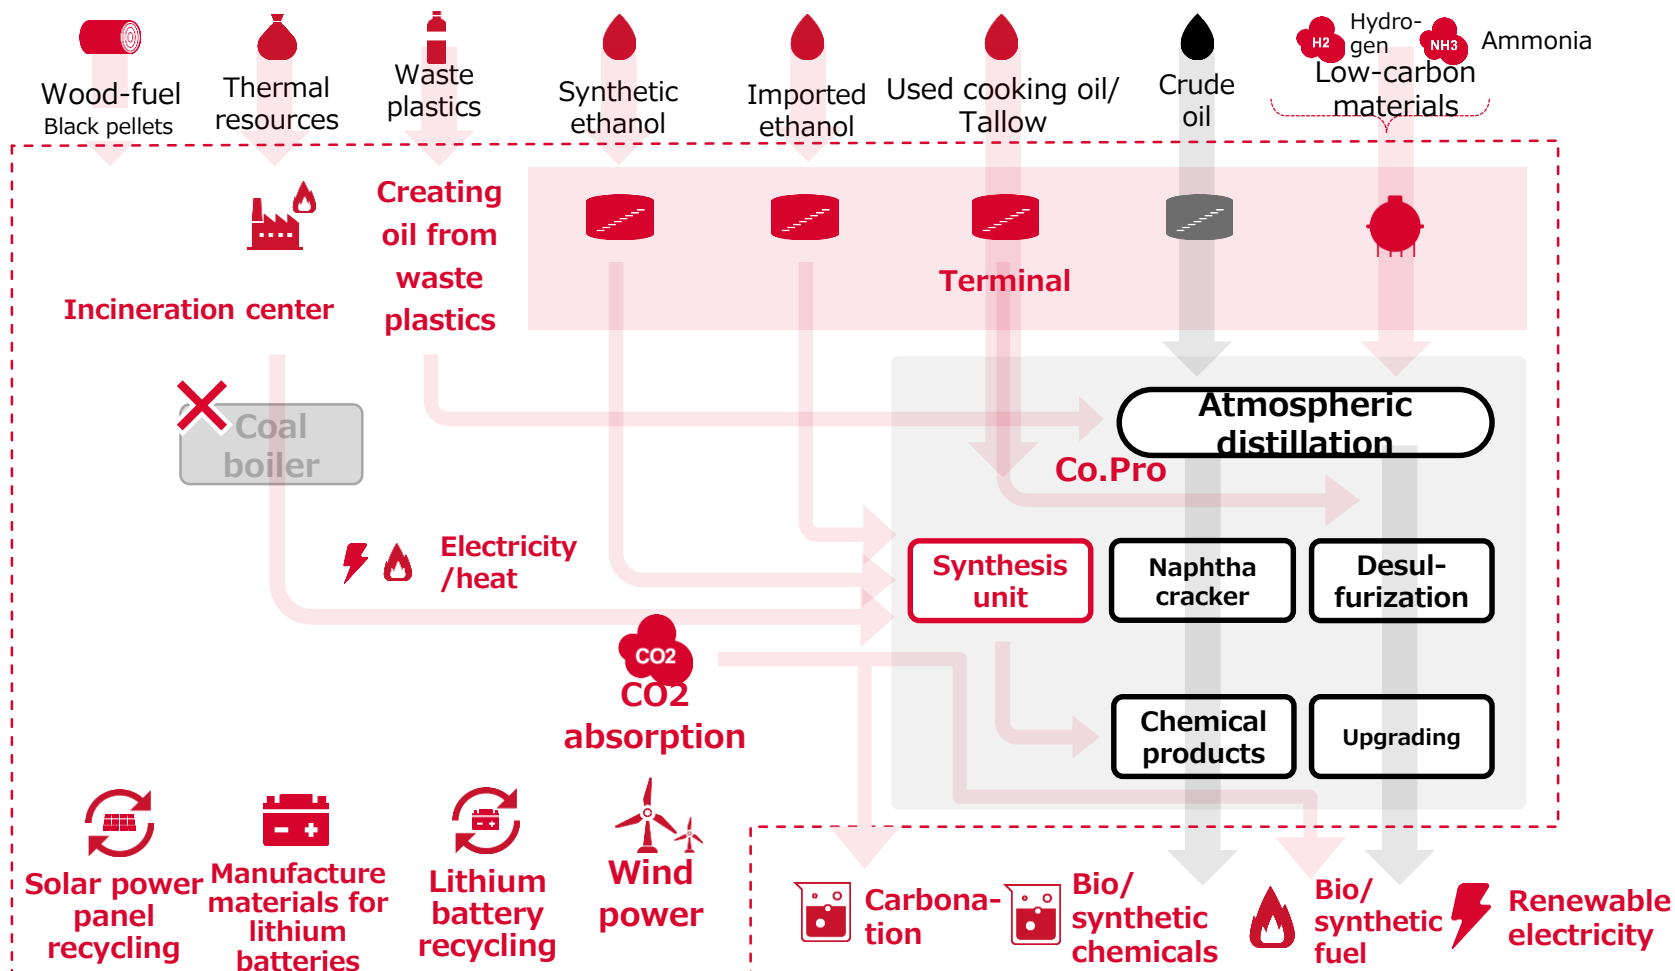 Wood-fuel
Black pellets
Thermal
resources
Waste
plastics
Synthetic
ethanol
Imported
ethanol
Used cooking oil/
Tallow
Crude
oil
H2
Hydro-
gen
NH3
Ammonia
Low-carbon
materials
Incineration center
Creating
oil from
waste
plastics
Terminal
Coal
boiler
Atmospheric
distillation
Co.Pro
Electricity
/heat
Synthesis
unit
Naphtha
cracker
Desul-
furization
CO2
CO2
absorption
Chemical
products
Upgrading
Solar power
panel
recycling
Manufacture
materials for
lithium
batteries
Lithium
battery
recycling
Wind
power
Carbona-
tion
Bio/
synthetic
chemicals
Bio/
synthetic
fuel
Renewable
electricity